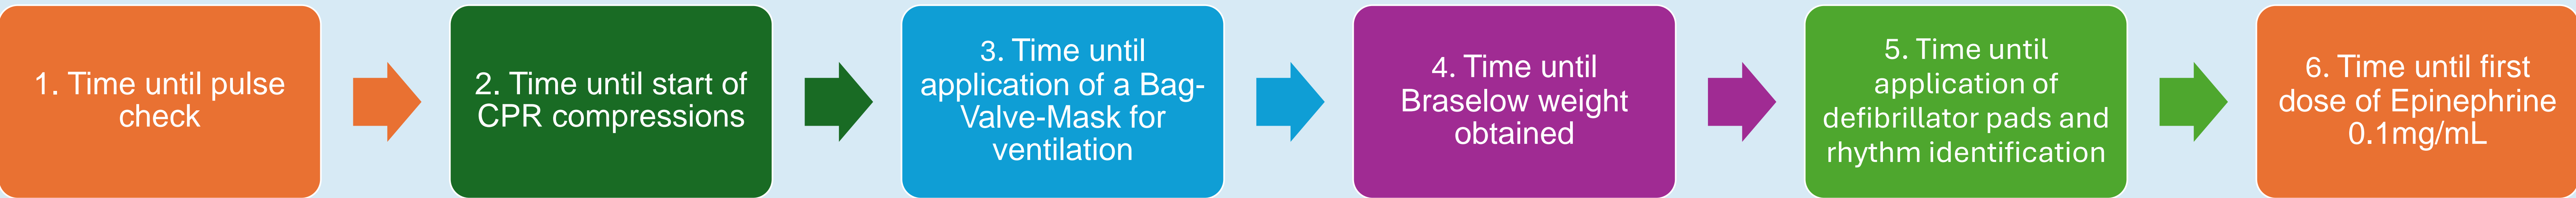 1. Time until pulse
check
2. Time until start of
CPR compressions
3. Time until
application of a Bag-
Valve-Mask for
ventilation
4. Time until
Braselow weight
obtained
5. Time until
application of
defibrillator pads and
rhythm identification
6. Time until first
dose of Epinephrine
0.1mg/mL